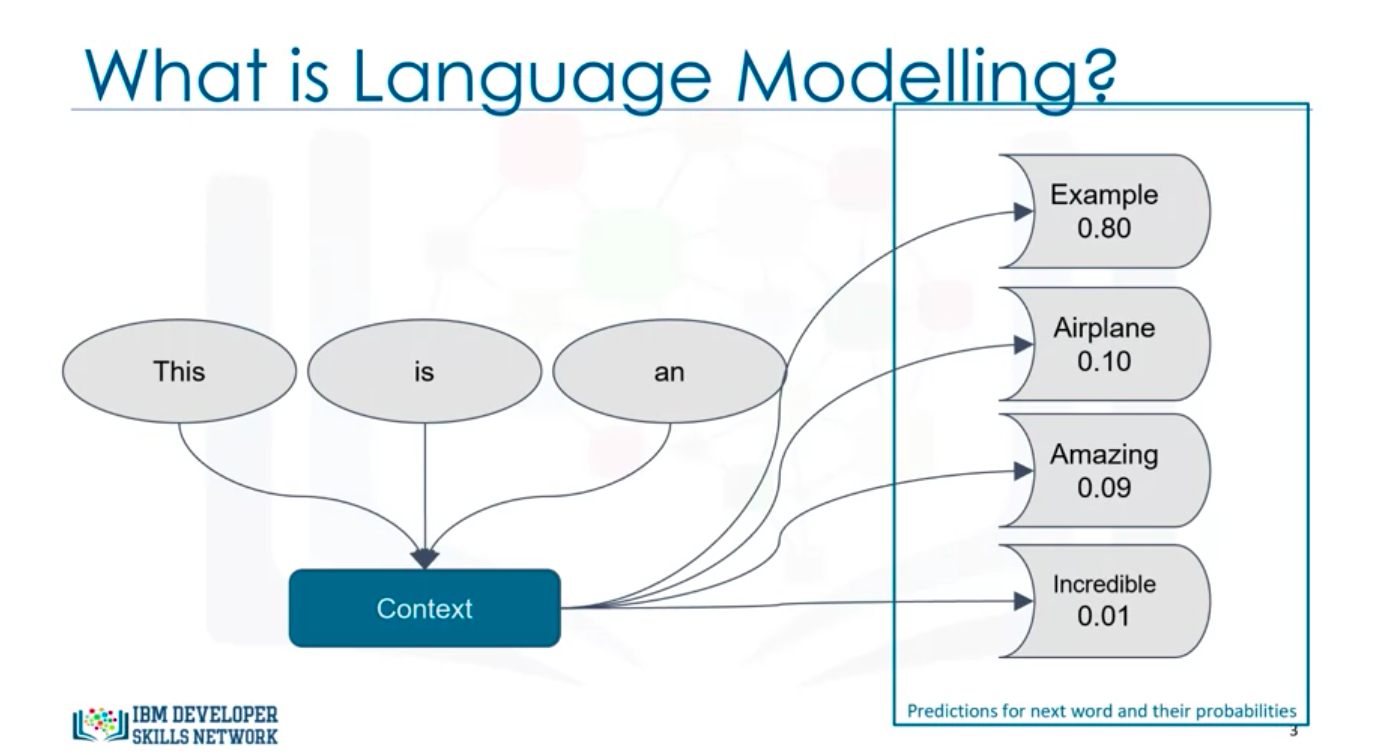 What is Language Modelling?
This
is
an
Context
Example
0.80
Airplane
0.10
Amazing
0.09
Incredible
0.01
Predictions for next word and their probabilities
3
IBM DEVELOPER
SKILLS NETWORK